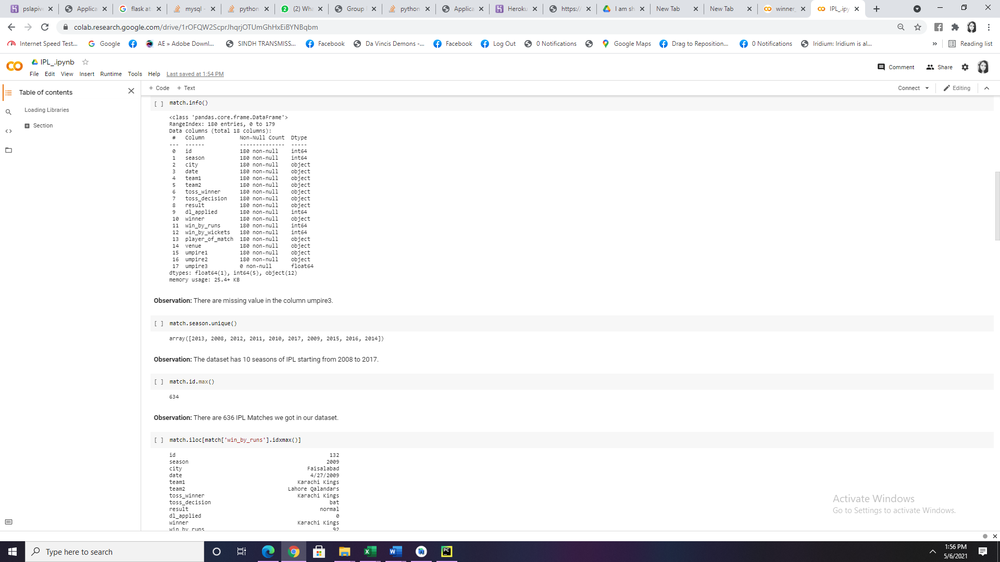 pslapiv
Applica
flask at
mysql -
python
(2) Wha
Group
python
Applica
Heroku
https:/
I am sh
New Tab
New Tab
winner_
IPL_.ipy
colab.research.google.com/drive/1rOFQW2ScprJhqrjOTUmGhHxEiBYNBqbm
Internet Speed Test...
Google
AE » Adobe Downl...
SINDH TRANSMISS...
Facebook
Da Vincis Demons -...
Facebook
Log Out
0 Notifications
Google Maps
Drag to Reposition...
0 Notifications
Iridium: Iridium is al...
»
Reading list
IPL_.ipynb
File Edit View Insert Runtime Tools Help Last saved at 1:54 PM
Comment
Share
Table of contents
Loading Libraries
Section
+ Code + Text
Connect
Editing
[ ] match.info()
<class 'pandas.core.frame.DataFrame'>
RangeIndex: 180 entries, 0 to 179
Data columns (total 18 columns):
# Column Non-Null Count Dtype
--- ------ -------------- -----
0 id 180 non-null int64
1 season 180 non-null int64
2 city 180 non-null object
3 date 180 non-null object
4 team1 180 non-null object
5 team2 180 non-null object
6 toss_winner 180 non-null object
7 toss_decision 180 non-null object
8 result 180 non-null object
9 dl_applied 180 non-null int64
10 winner 180 non-null object
11 win_by_runs 180 non-null int64
12 win_by_wickets 180 non-null int64
13 player_of_match 180 non-null object
14 venue 180 non-null object
15 umpire1 180 non-null object
16 umpire2 180 non-null object
17 umpire3 0 non-null float64
dtypes: float64(1), int64(5), object(12)
memory usage: 25.4+ KB
Observation: There are missing value in the column umpire3.
[ ] match.season.unique()
array([2013, 2008, 2012, 2011, 2010, 2017, 2009, 2015, 2016, 2014])
Observation: The dataset has 10 seasons of IPL starting from 2008 to 2017.
[ ] match.id.max()
634
Observation: There are 636 IPL Matches we got in our dataset.
[ ] match.iloc[match['win_by_runs'].idxmax()]
id 132
season 2009
city Faisalabad
date 4/27/2009
team1 Karachi Kings
team2 Lahore Qalandars
toss_winner Karachi Kings
toss_decision bat
result normal
dl_applied 0
winner Karachi Kings
win_by_runs 92
Activate Windows
Go to Settings to activate Windows.
Type here to search
1:56 PM
5/6/2021